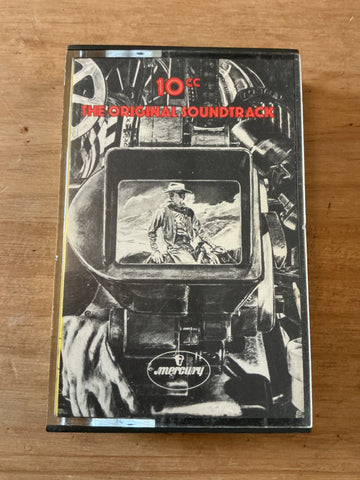 10cc
THE ORIGINAL SOUNDTRACK
mercury